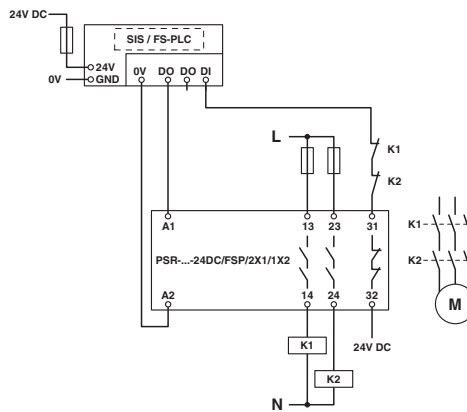 24V DC
SIS / FS-PLC
24V
0V
GND
0V DO DO DI
L
K1
K2
A1 13 23 31
PSR-...-24DC/FSP/2X1/1X2
K1
K2
M
A2 14 24 32
K1
24V DC
K2
N